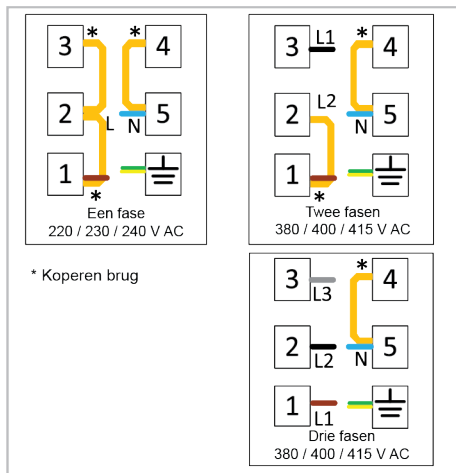 * *
3 4
2 L N 5
1
*
Een fase
220 / 230 / 240 V AC
L1 *
3 4
L2
2 N 5
1
*
Twee fasen
380 / 400 / 415 V AC
* Koperen brug
*
3 L3 4
2 L2 N 5
1 L1
Drie fasen
380 / 400 / 415 V AC